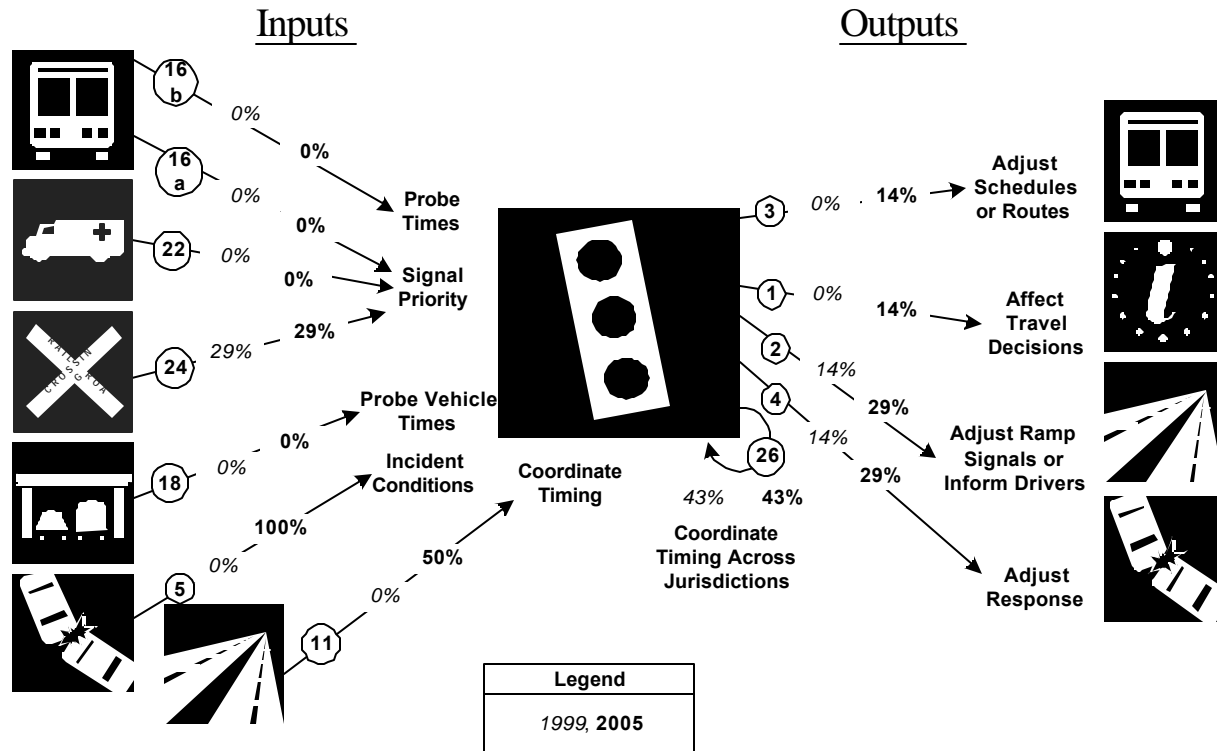 Inputs
Outputs
16
b
0%
0%
Probe
Times
16
a
0%
0%
Signal
Priority
22
0%
0%
RAILROAD
CROSSING
24
29%
29%
18
0%
0%
Probe Vehicle
Times
5
0%
100%
Incident
Conditions
11
0%
50%
Coordinate
Timing
3
0%
14%
Adjust
Schedules
or Routes
1
0%
14%
Affect
Travel
Decisions
i
2
14%
29%
Adjust Ramp
Signals or
Inform Drivers
4
14%
29%
Adjust
Response
26
43%
43%
Coordinate
Timing Across
Jurisdictions
Legend
1999, 2005